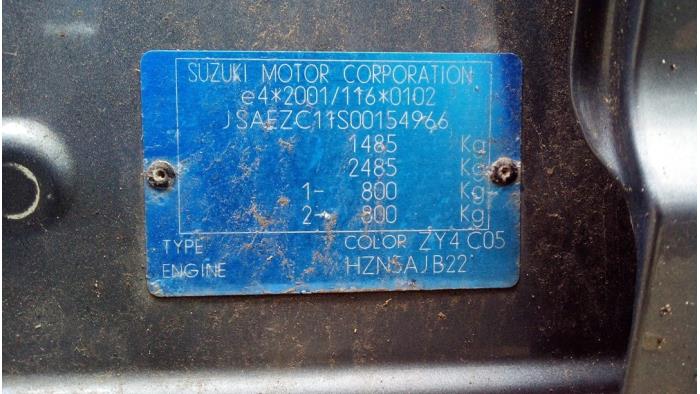 SUZUKI MOTOR CORPORATION
e4*2001/116*0102
JSAEZC11S00154966
1485 Kg
2485 Kg
1- 800 Kg
2- 800 Kg
TYPE COLOR ZY4 C05
ENGINE HZN5AJB22